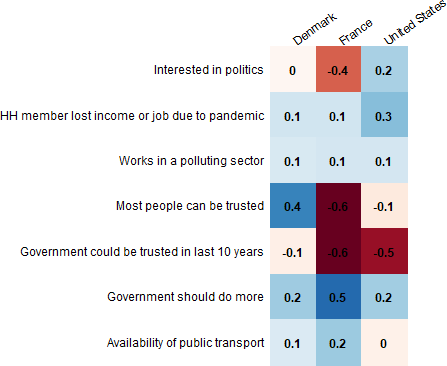 Denmark France United States
Interested in politics 0 -0.4 0.2
HH member lost income or job due to pandemic 0.1 0.1 0.3
Works in a polluting sector 0.1 0.1 0.1
Most people can be trusted 0.4 -0.6 -0.1
Government could be trusted in last 10 years -0.1 -0.6 -0.5
Government should do more 0.2 0.5 0.2
Availability of public transport 0.1 0.2 0